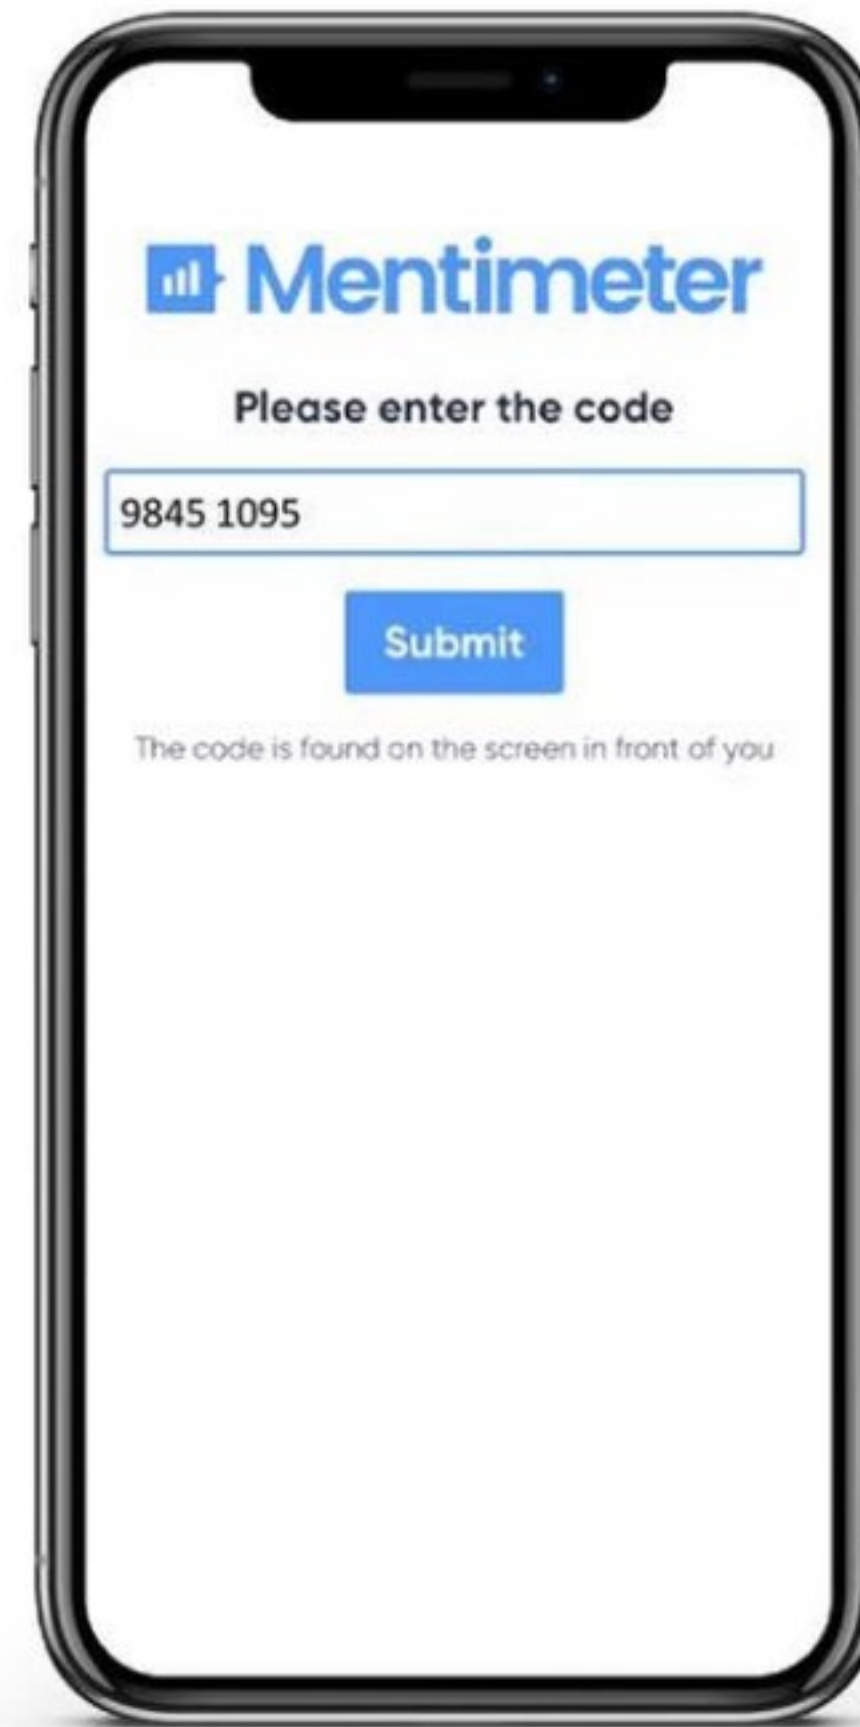 Mentimeter
Please enter the code
9845 1095
Submit
The code is found on the screen in front of you